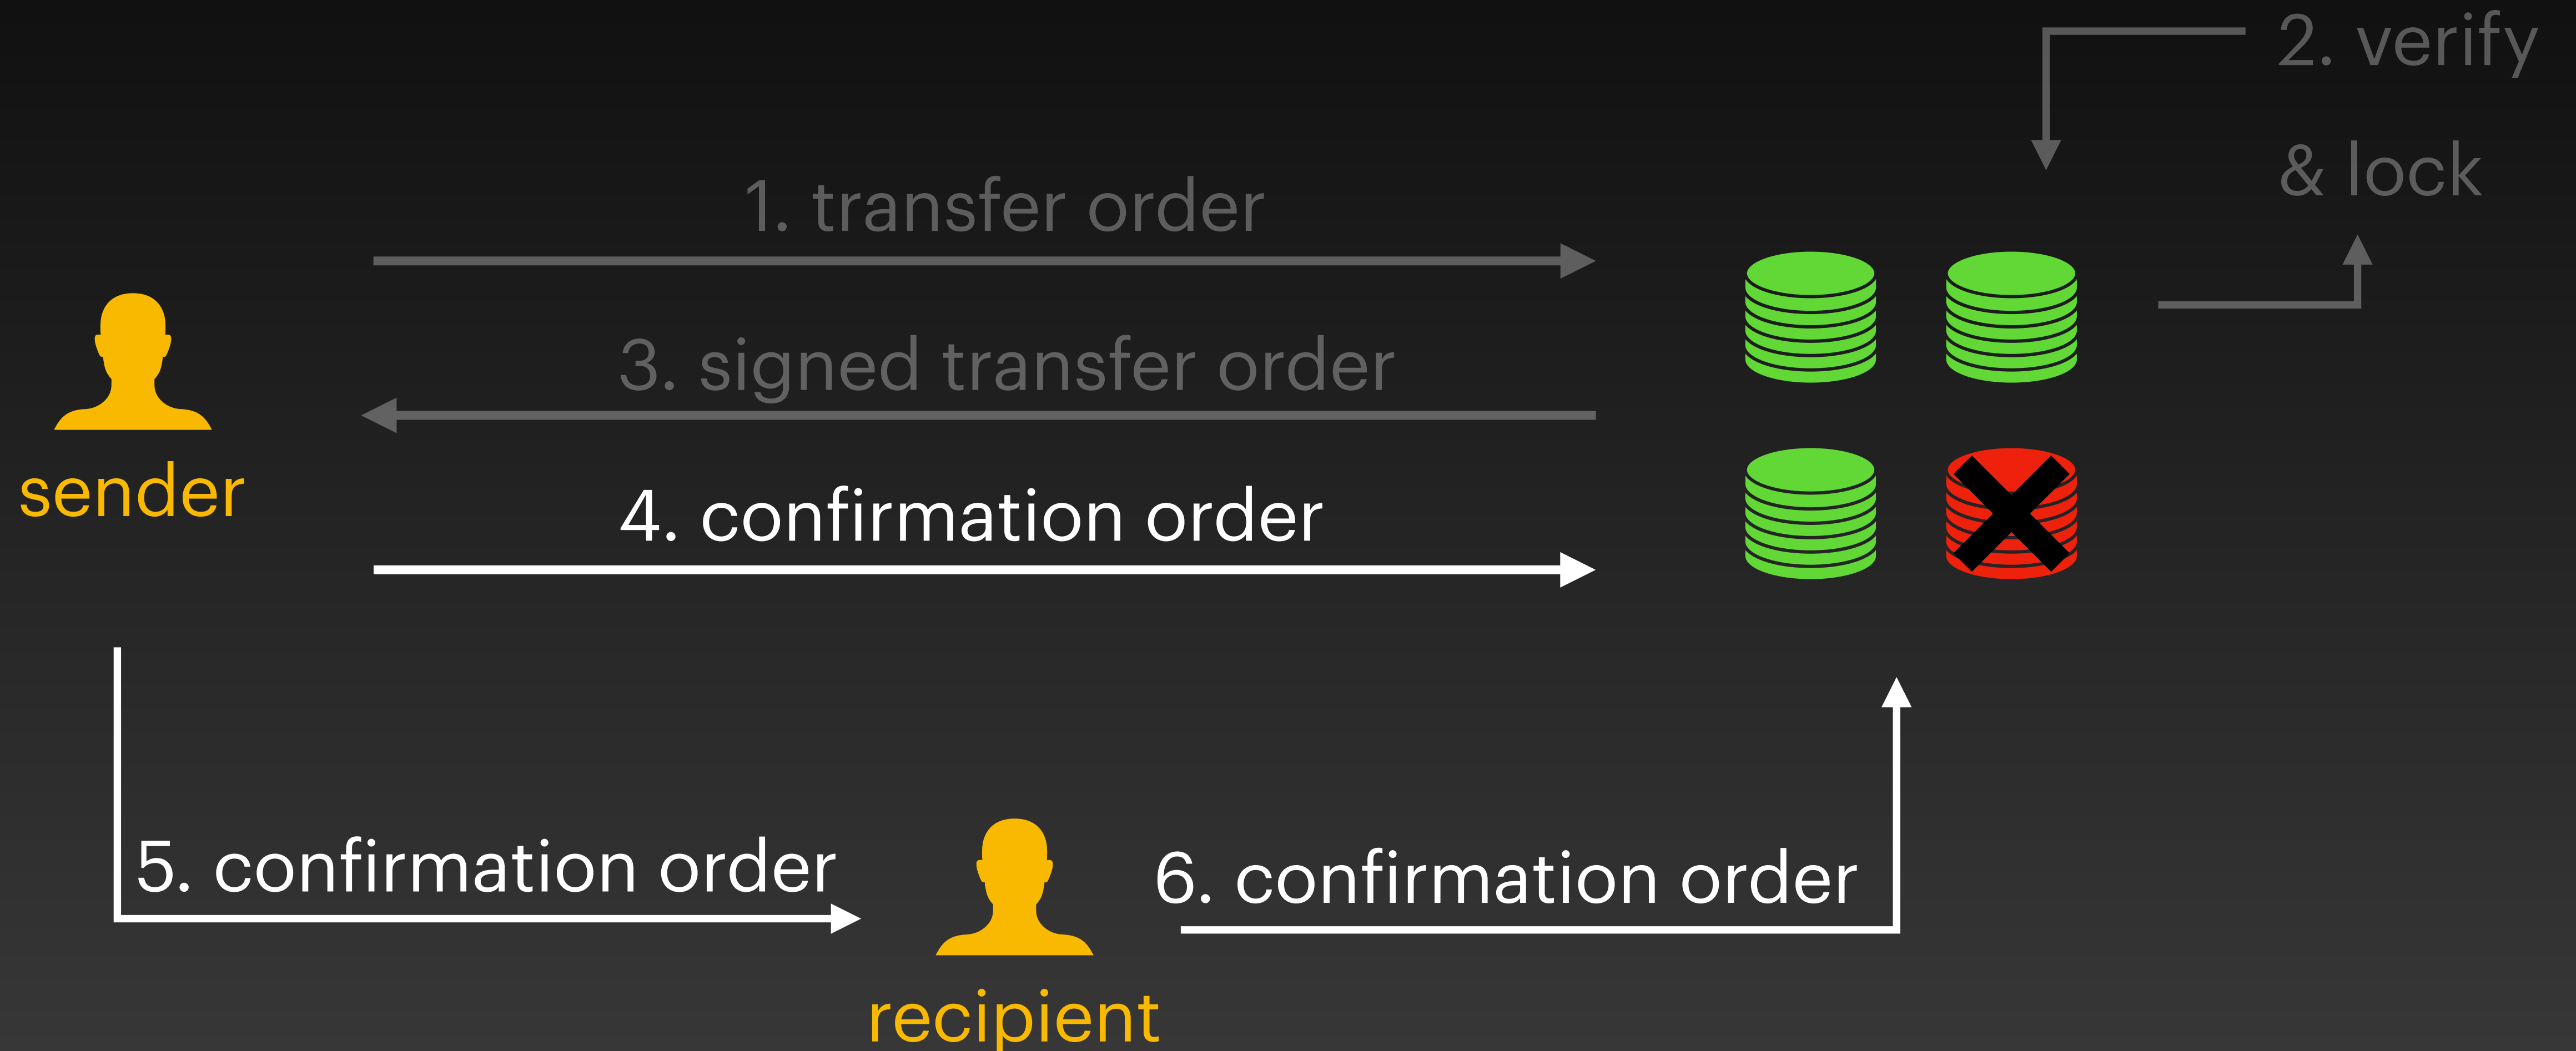 2. verify
& lock
1. transfer order
3. signed transfer order
sender
4. confirmation order
5. confirmation order
6. confirmation order
recipient